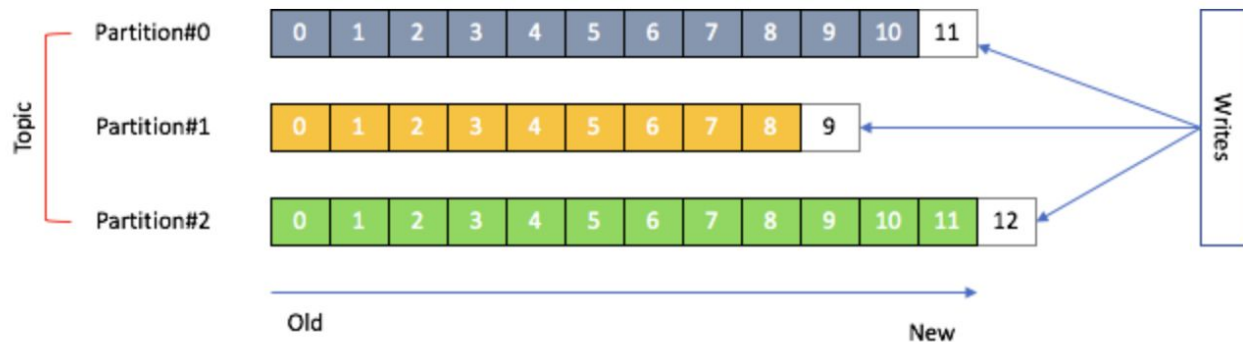 Topic
Partition#0 0 1 2 3 4 5 6 7 8 9 10 11
Partition#1 0 1 2 3 4 5 6 7 8 9
Partition#2 0 1 2 3 4 5 6 7 8 9 10 11 12
Writes
Old
New